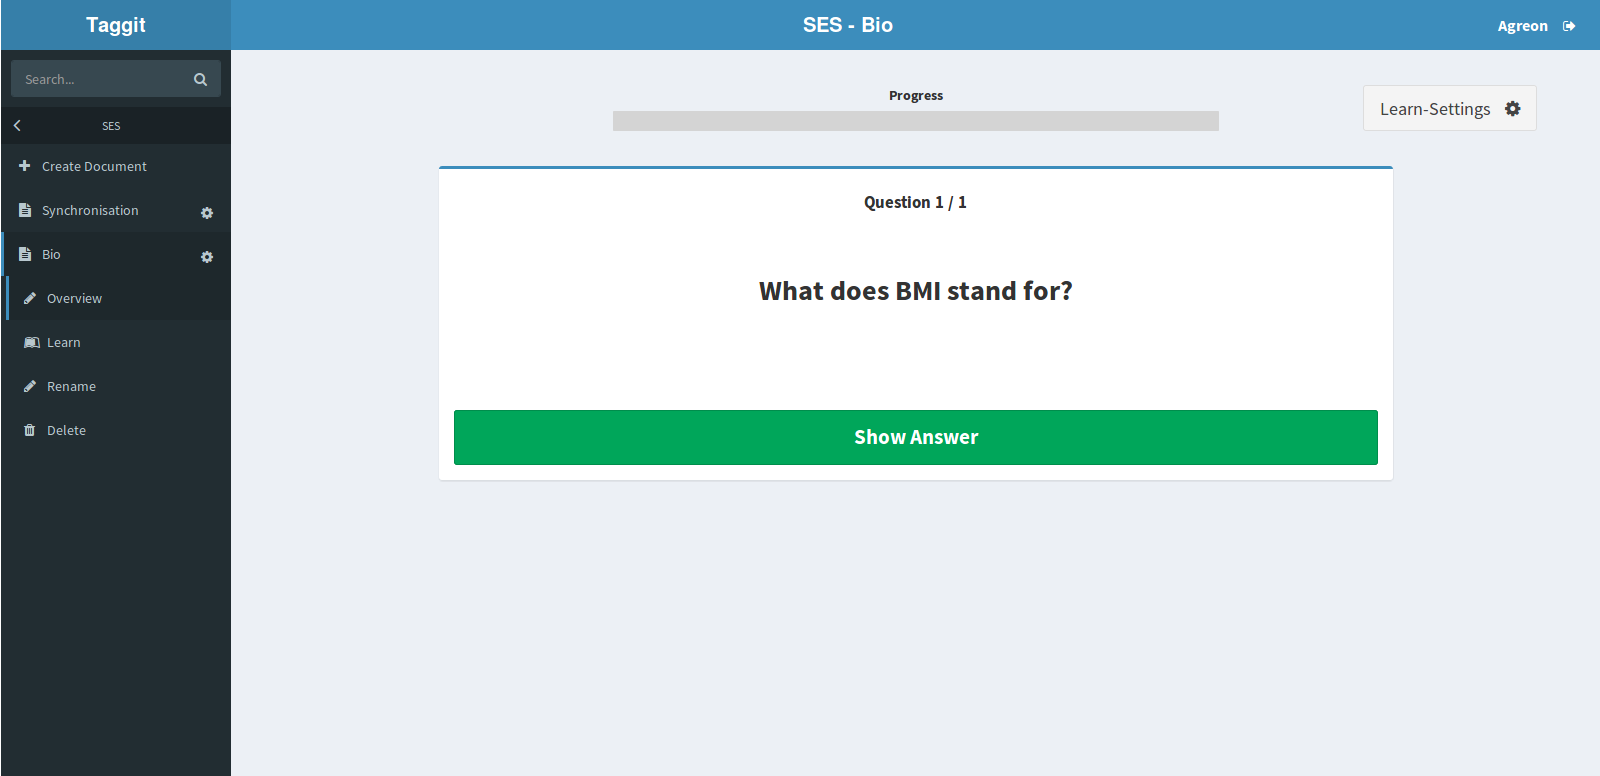 Taggit
SES - Bio
Agreon
Search...
SES
Create Document
Synchronisation
Bio
Overview
Learn
Rename
Delete
Progress
Learn-Settings
Question 1 / 1
What does BMI stand for?
Show Answer